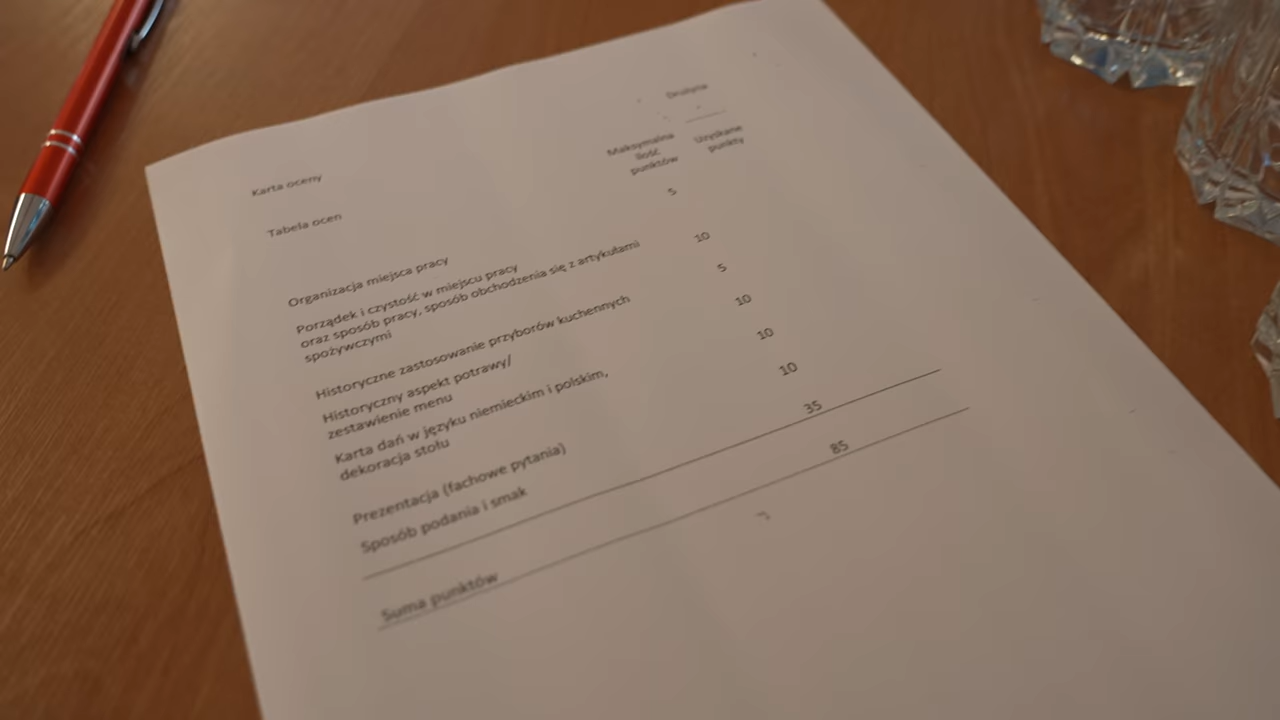 Drużyna
Karta oceny
Maksymalna
ilość
punktów
Uzyskane
punkty
Tabela ocen
5
Organizacja miejsca pracy
10
Porządek i czystość w miejscu pracy
oraz sposób pracy, sposób obchodzenia się z artykułami
spożywczymi
5
Historyczne zastosowanie przyborów kuchennych
10
Historyczny aspekt potrawy/
zestawienie menu
10
Karta dań w języku niemieckim i polskim,
dekoracja stołu
10
Prezentacja (fachowe pytania)
35
Sposób podania i smak
85
Suma punktów